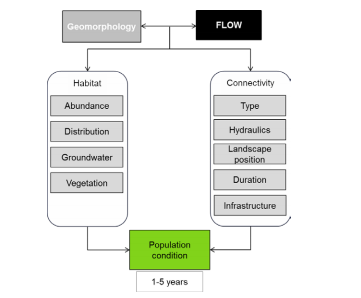 Geomorphology
FLOW
Habitat
Abundance
Distribution
Groundwater
Vegetation
Connectivity
Type
Hydraulics
Landscape
position
Duration
Infrastructure
Population
condition
1-5 years